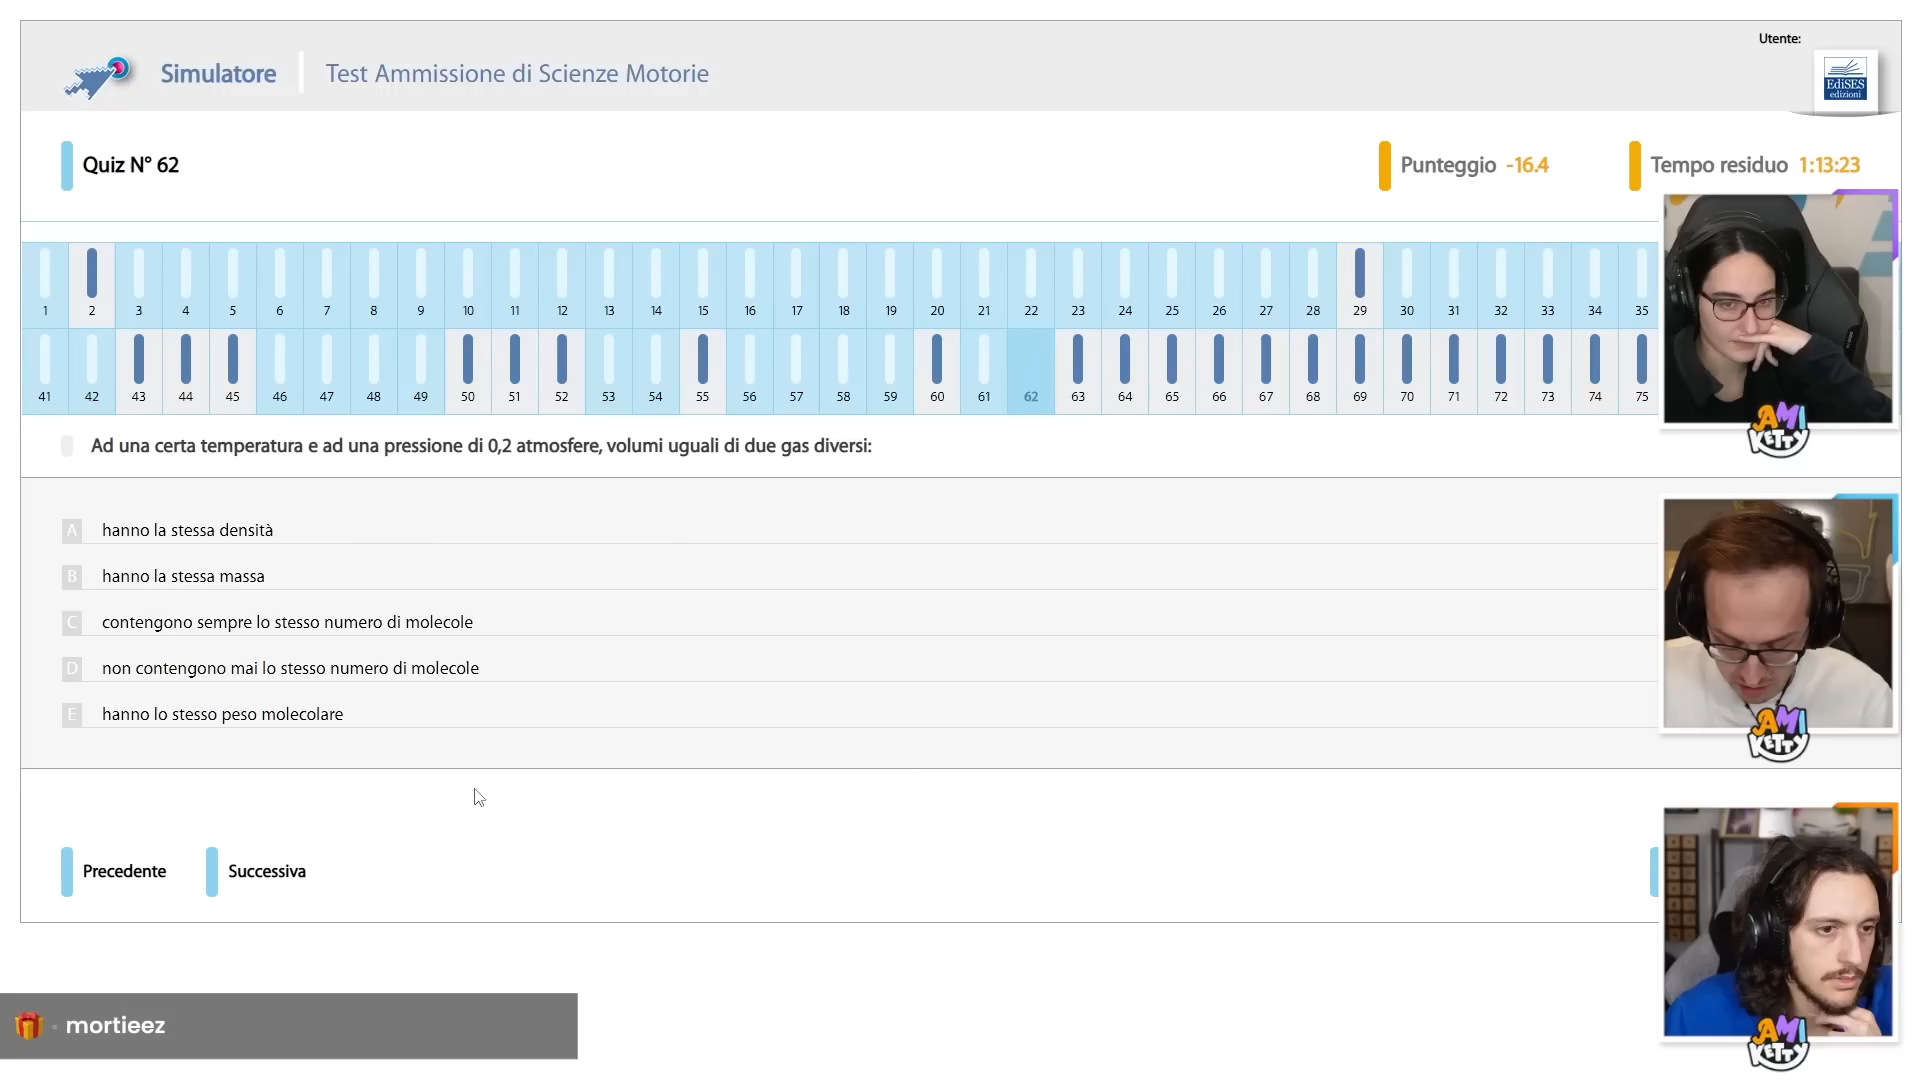 Utente:
Simulatore
Test Ammissione di Scienze Motorie
EdiSES
edizioni
Quiz N° 62
Punteggio -16.4
Tempo residuo 1:13:23
1 2 3 4 5 6 7 8 9 10 11 12 13 14 15 16 17 18 19 20 21 22 23 24 25 26 27 28 29 30 31 32 33 34 35
41 42 43 44 45 46 47 48 49 50 51 52 53 54 55 56 57 58 59 60 61 62 63 64 65 66 67 68 69 70 71 72 73 74 75
AMI
KETTY
Ad una certa temperatura e ad una pressione di 0,2 atmosfere, volumi uguali di due gas diversi:
A hanno la stessa densità
B hanno la stessa massa
C contengono sempre lo stesso numero di molecole
D non contengono mai lo stesso numero di molecole
E hanno lo stesso peso molecolare
AMI
KETTY
Precedente
Successiva
mortieez
AMI
KETTY